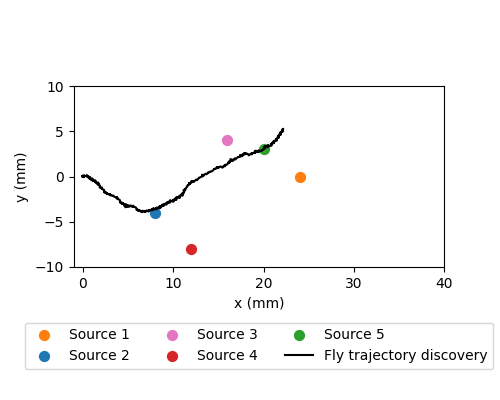 10
5
0
−5
−10
y (mm)
0 10 20 30 40
x (mm)
Source 1 Source 3 Source 5
Source 2 Source 4 Fly trajectory discovery